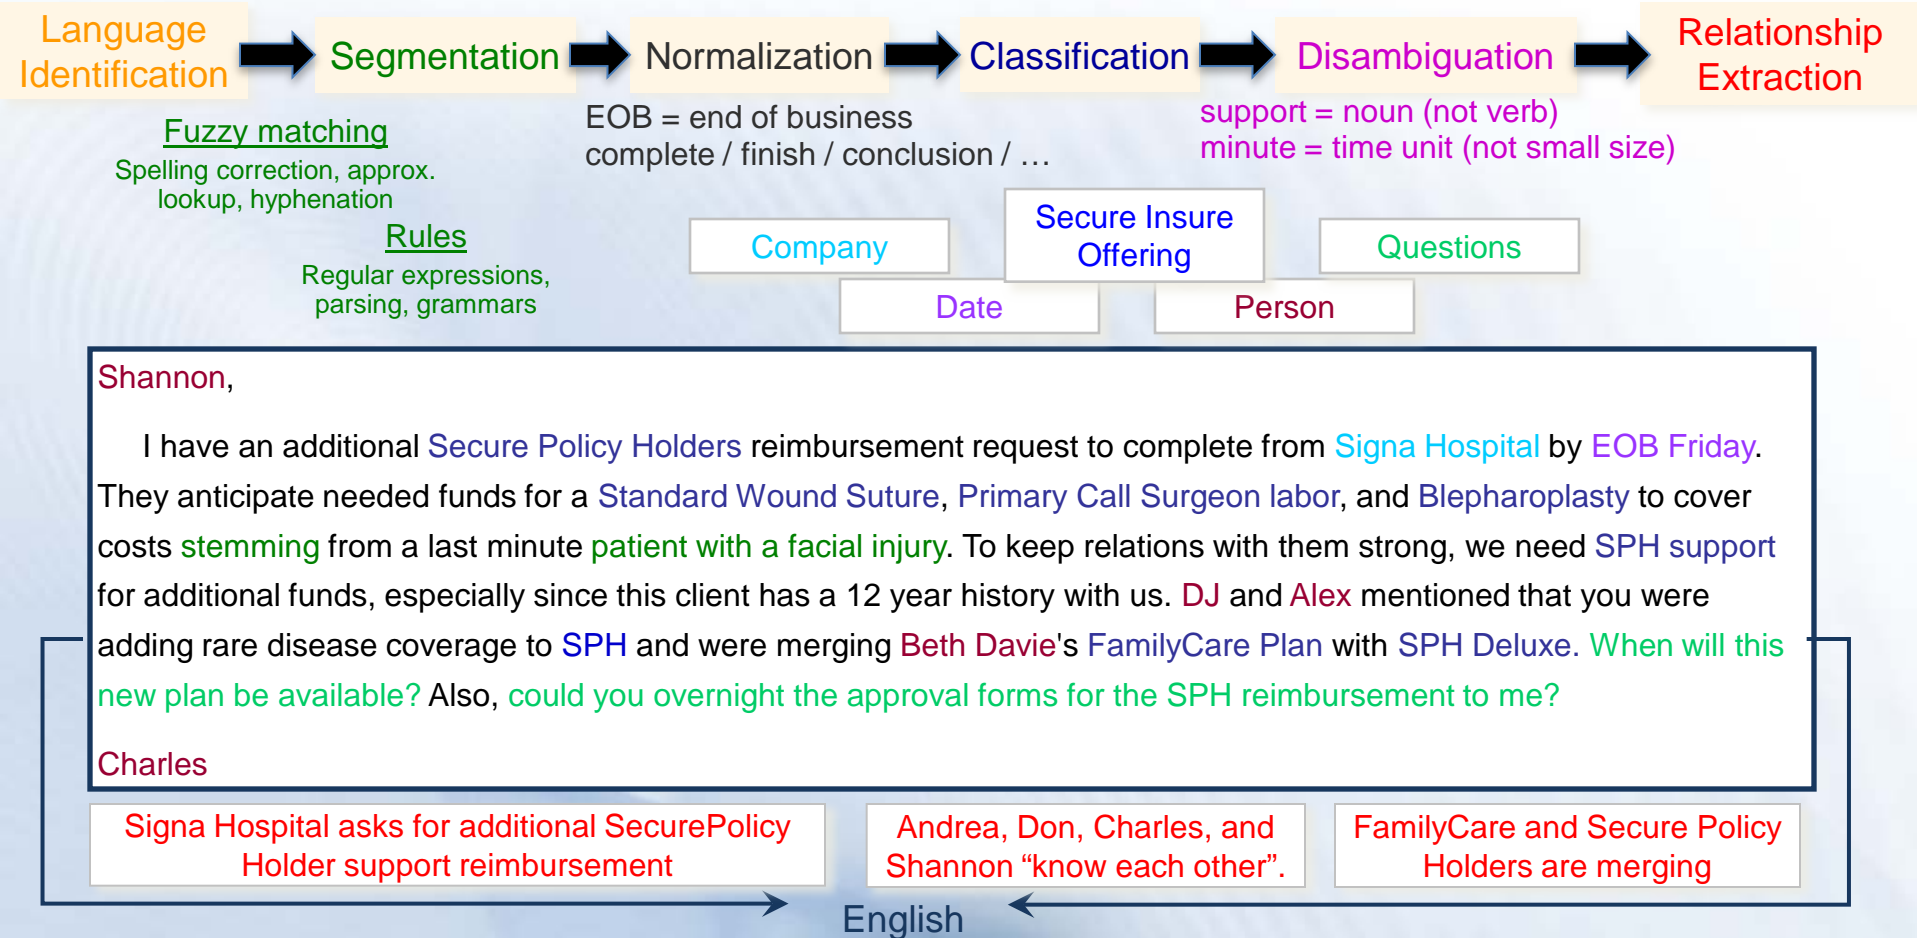 Language
Identification
Segmentation
Normalization
Classification
Disambiguation
Relationship
Extraction
Fuzzy matching
Spelling correction, approx.
lookup, hyphenation
Rules
Regular expressions,
parsing, grammars
EOB = end of business
complete / finish / conclusion / …
support = noun (not verb)
minute = time unit (not small size)
Company
Secure Insure
Offering
Questions
Date
Person
Shannon,
I have an additional Secure Policy Holders reimbursement request to complete from Signa Hospital by EOB Friday.
They anticipate needed funds for a Standard Wound Suture, Primary Call Surgeon labor, and Blepharoplasty to cover
costs stemming from a last minute patient with a facial injury. To keep relations with them strong, we need SPH support
for additional funds, especially since this client has a 12 year history with us. DJ and Alex mentioned that you were
adding rare disease coverage to SPH and were merging Beth Davie's FamilyCare Plan with SPH Deluxe. When will this
new plan be available? Also, could you overnight the approval forms for the SPH reimbursement to me?
Charles
Signa Hospital asks for additional SecurePolicy
Holder support reimbursement
Andrea, Don, Charles, and
Shannon “know each other”.
FamilyCare and Secure Policy
Holders are merging
English